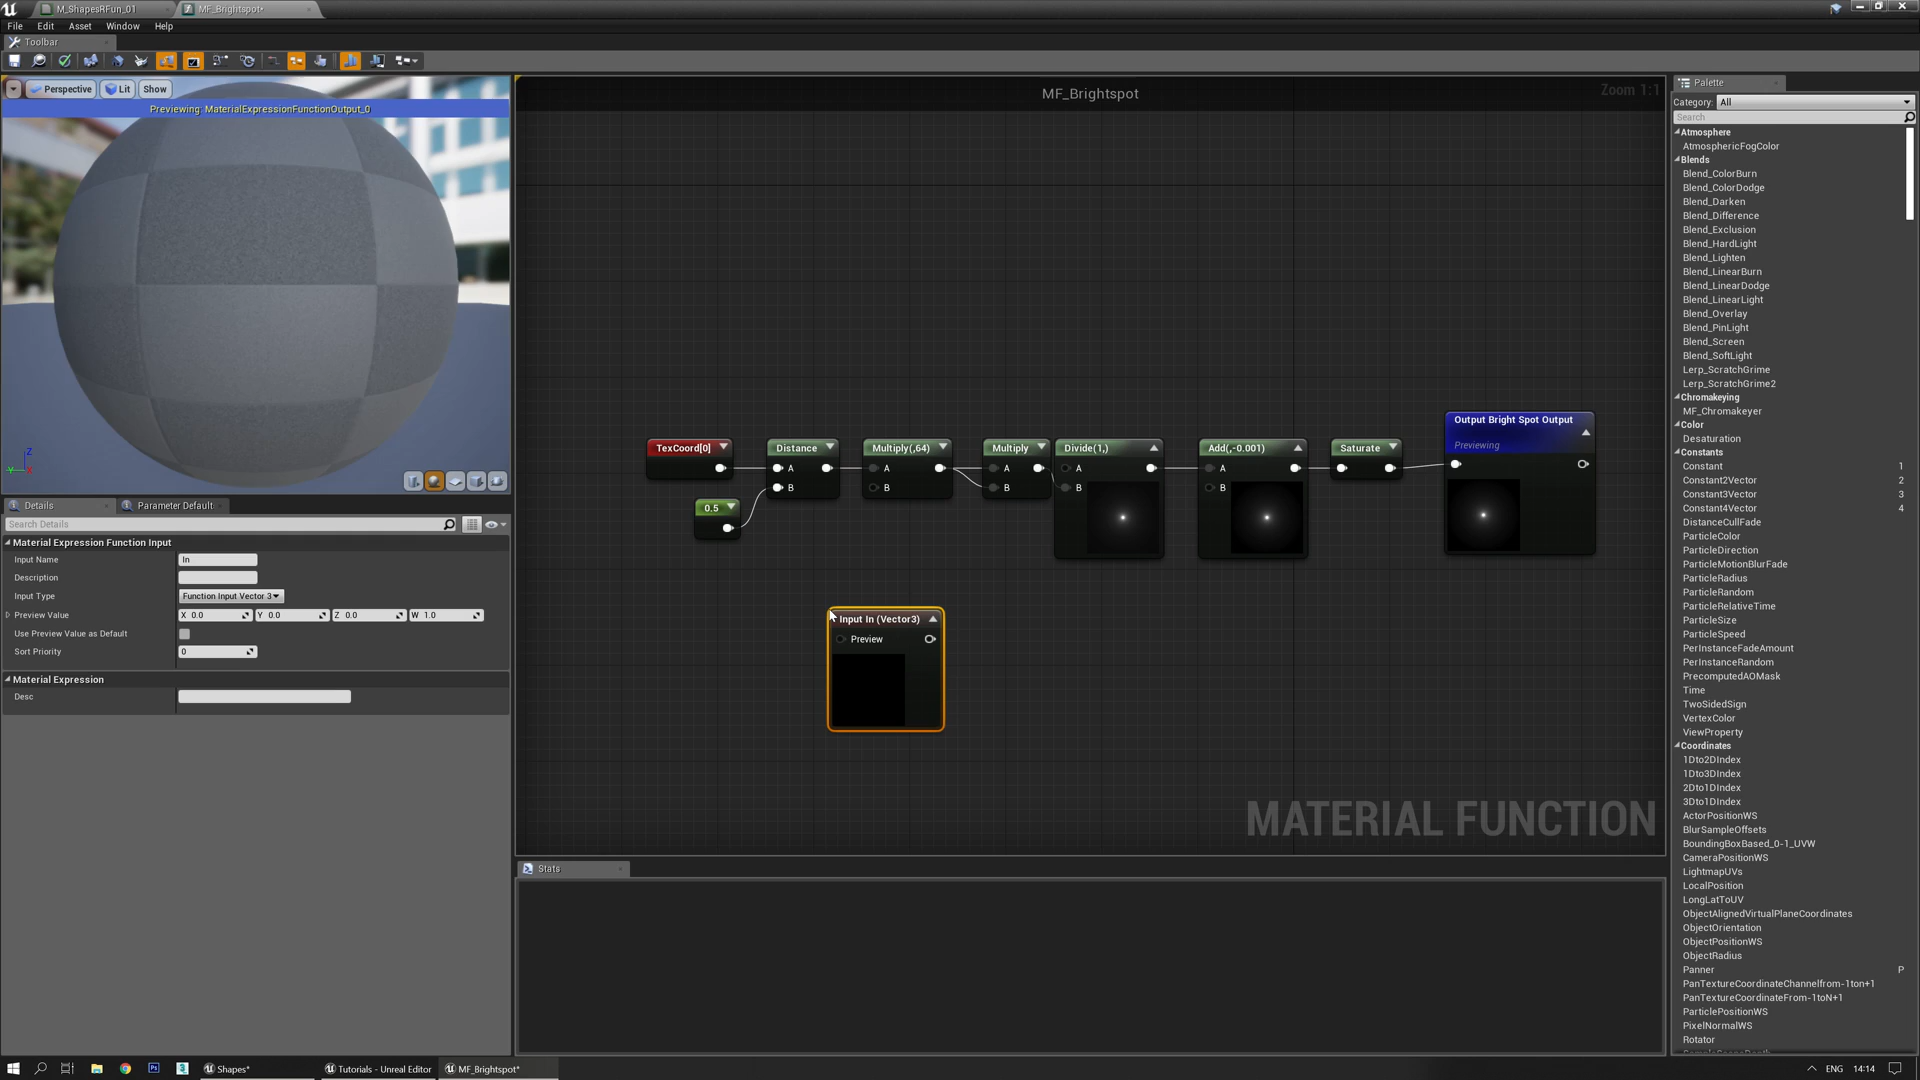 M_ShapesRFun_01
MF_Brightspot*
File Edit Asset Window Help
Toolbar
Perspective Lit Show
Previewing: MaterialExpressionFunctionOutput_0
Z
Y
X
Details Parameter Default
Search Details
Material Expression Function Input
Input Name In
Description
Input Type Function Input Vector 3
Preview Value X 0.0 Y 0.0 Z 0.0 W 1.0
Use Preview Value as Default
Sort Priority 0
Material Expression
Desc
MF_Brightspot
Zoom 1:1
TexCoord[0]
0.5
Distance
A
B
Multiply(,64)
A
B
Multiply
A
B
Divide(1,)
A
B
Add(,-0.001)
A
B
Saturate
Output Bright Spot Output
Previewing
Input In (Vector3)
Preview
MATERIAL FUNCTION
Stats
Palette
Category: All
Search
Atmosphere
AtmosphericFogColor
Blends
Blend_ColorBurn
Blend_ColorDodge
Blend_Darken
Blend_Difference
Blend_Exclusion
Blend_HardLight
Blend_Lighten
Blend_LinearBurn
Blend_LinearDodge
Blend_LinearLight
Blend_Overlay
Blend_PinLight
Blend_Screen
Blend_SoftLight
Lerp_ScratchGrime
Lerp_ScratchGrime2
Chromakeying
MF_Chromakeyer
Color
Desaturation
Constants
Constant 1
Constant2Vector 2
Constant3Vector 3
Constant4Vector 4
DistanceCullFade
ParticleColor
ParticleDirection
ParticleMotionBlurFade
ParticleRadius
ParticleRandom
ParticleRelativeTime
ParticleSize
ParticleSpeed
PerInstanceFadeAmount
PerInstanceRandom
PrecomputedAOMask
Time
TwoSidedSign
VertexColor
ViewProperty
Coordinates
1Dto2DIndex
1Dto3DIndex
2Dto1DIndex
3Dto1DIndex
ActorPositionWS
BlurSampleOffsets
BoundingBoxBased_0-1_UVW
CameraPositionWS
LightmapUVs
LocalPosition
LongLatToUV
ObjectAlignedVirtualPlaneCoordinates
ObjectOrientation
ObjectPositionWS
ObjectRadius
Panner P
PanTextureCoordinateChannelfrom-1ton+1
PanTextureCoordinateFrom-1toN+1
ParticlePositionWS
PixelNormalWS
Rotator
Shapes*
Tutorials - Unreal Editor
MF_Brightspot*
ENG 14:14